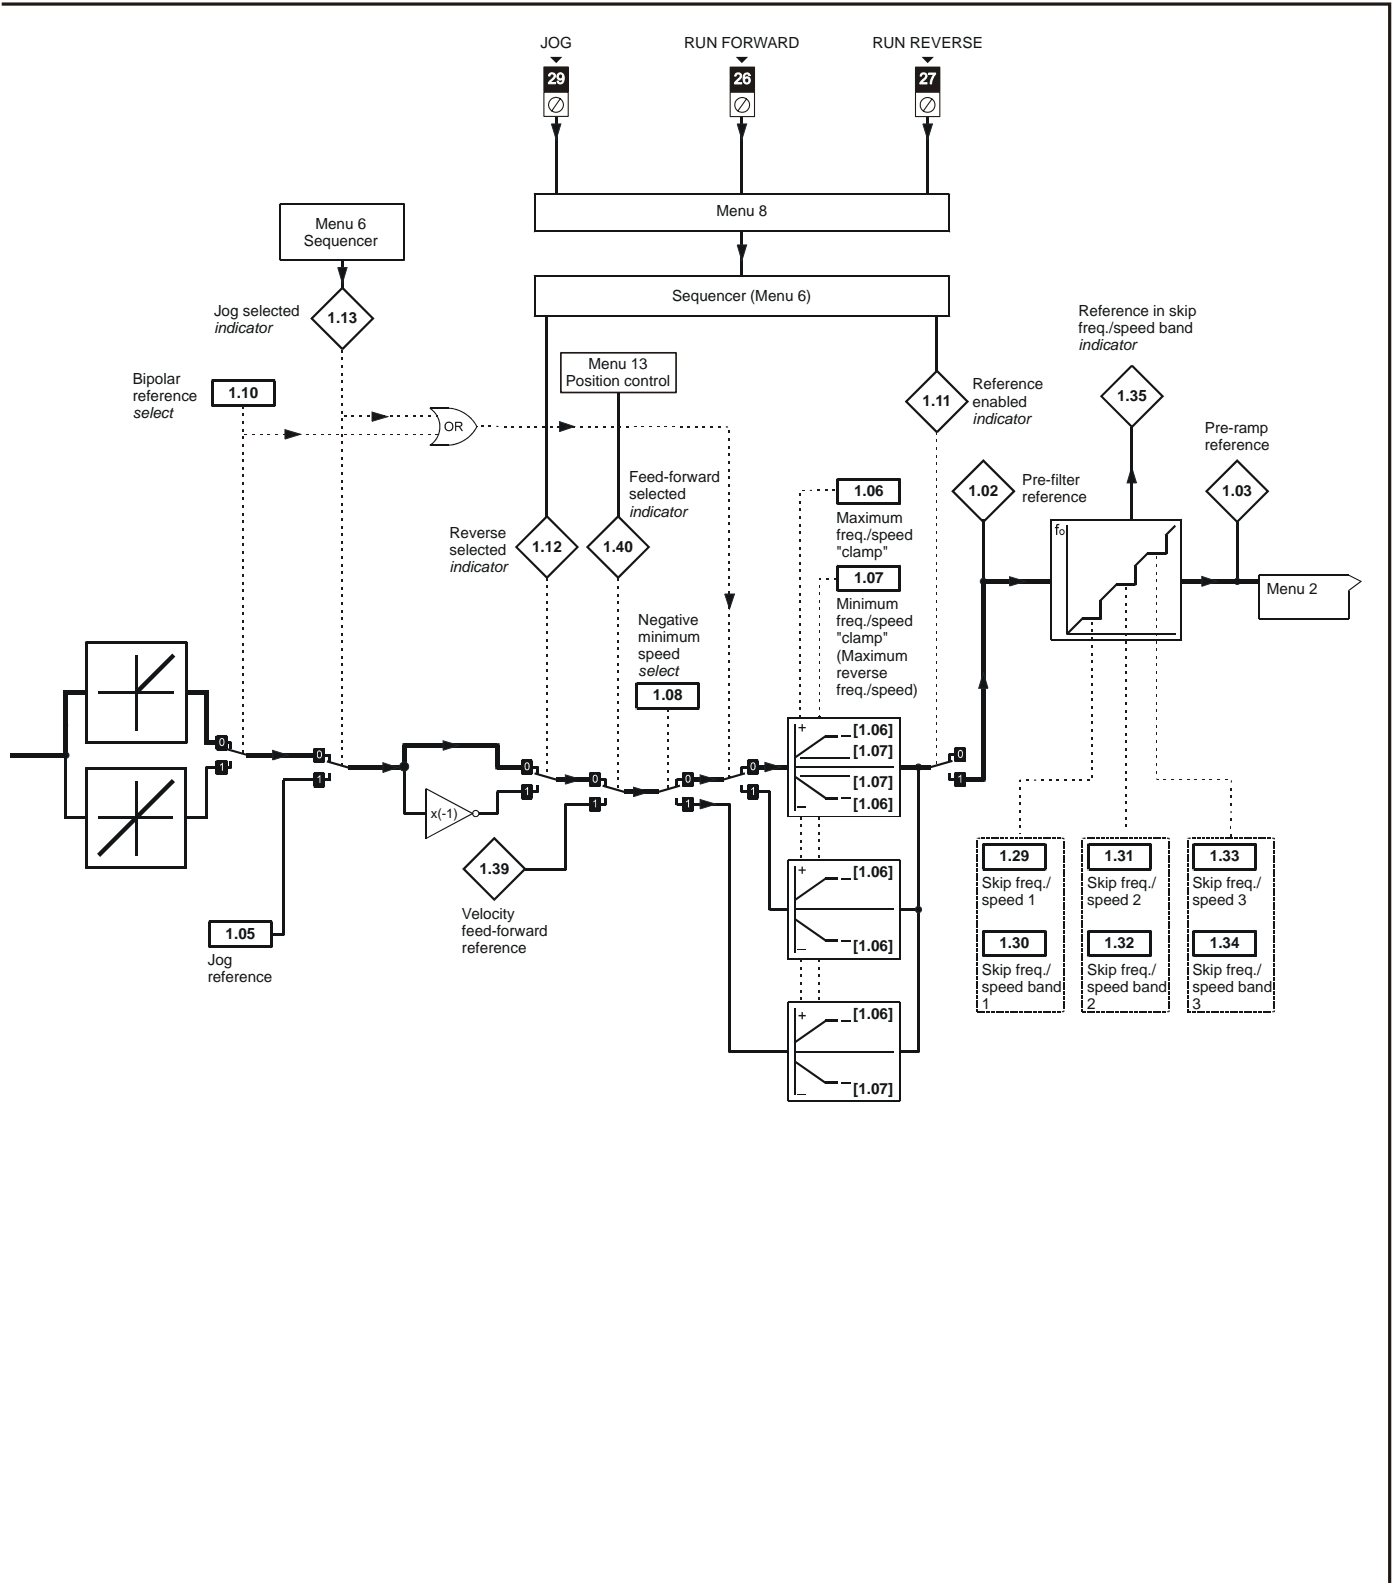 JOG
RUN FORWARD
RUN REVERSE
29
26
27
Menu 8
Menu 6
Sequencer
Sequencer (Menu 6)
Jog selected
indicator
1.13
Reference in skip
freq./speed band
indicator
1.35
Menu 13
Position control
Bipolar
reference
select
1.10
1.11
Reference
enabled
indicator
OR
Pre-ramp
reference
1.03
Feed-forward
selected
indicator
1.06
Maximum
freq./speed
"clamp"
1.02
Pre-filter
reference
Reverse
selected
indicator
1.12
1.40
fo
1.07
Minimum
freq./speed
"clamp"
(Maximum
reverse
freq./speed)
Menu 2
Negative
minimum
speed
select
1.08
0
1
0
1
x(-1)
0
1
0
1
0
1
0
1
+
[1.06]
[1.07]
[1.07]
_
[1.06]
0
1
1.39
Velocity
feed-forward
reference
+
[1.06]
_
[1.06]
1.05
Jog
reference
+
[1.06]
_
[1.07]
1.29
Skip freq./
speed 1
1.30
Skip freq./
speed band
1
1.31
Skip freq./
speed 2
1.32
Skip freq./
speed band
2
1.33
Skip freq./
speed 3
1.34
Skip freq./
speed band
3